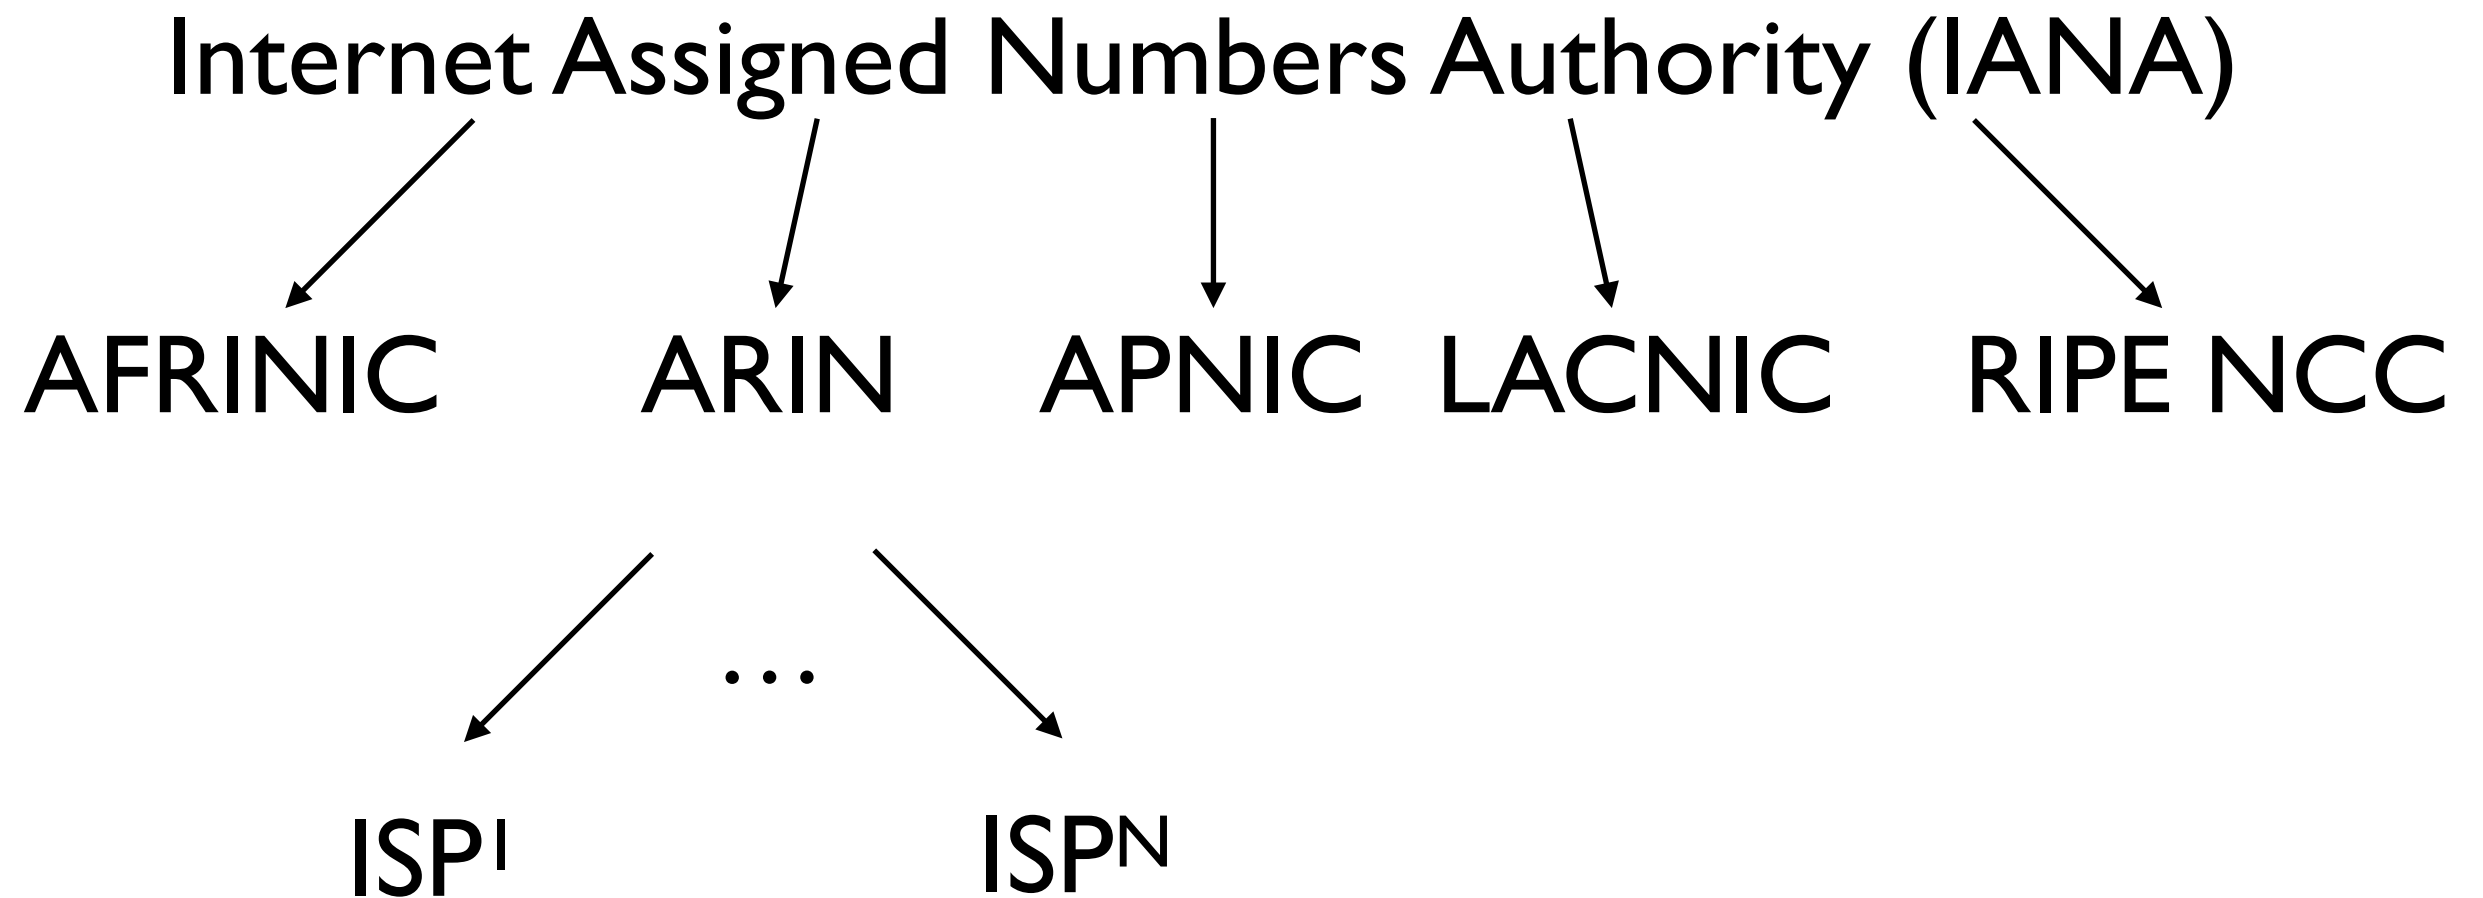 Internet Assigned Numbers Authority (IANA)
AFRINIC ARIN APNIC LACNIC RIPE NCC
...
ISP¹ ISPᴺ